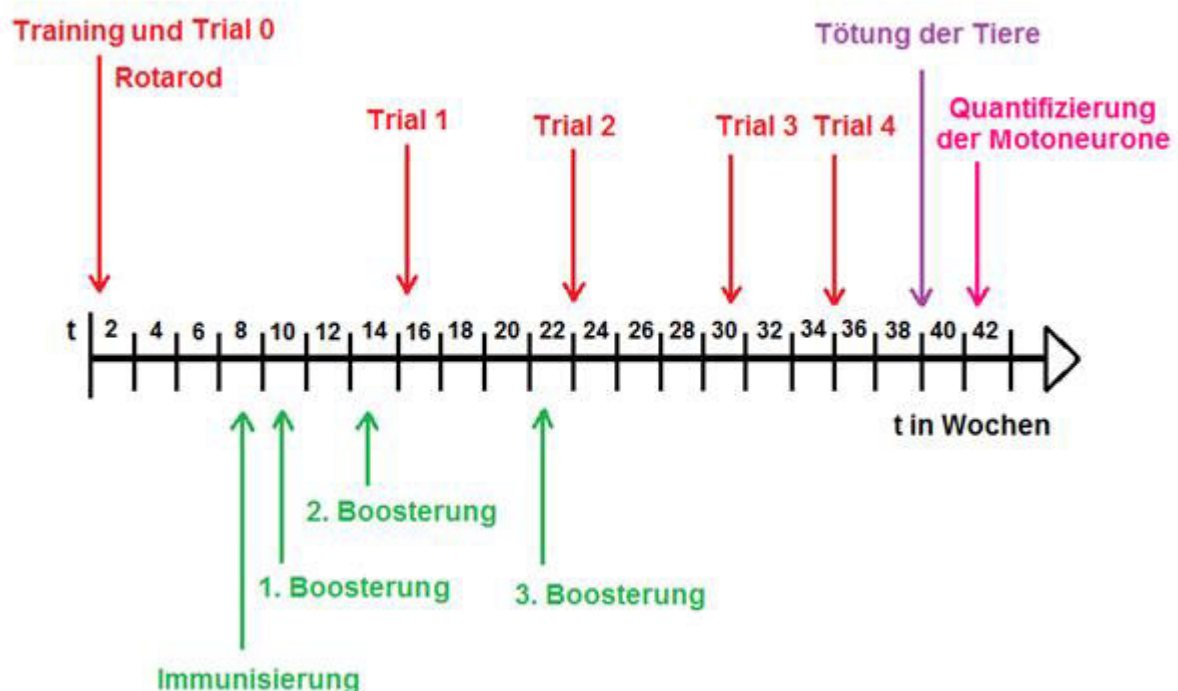 Training und Trial 0
Rotarod
Trial 1
Trial 2
Trial 3 Trial 4
Tötung der Tiere
Quantifizierung
der Motoneurone
t 2 4 6 8 10 12 14 16 18 20 22 24 26 28 30 32 34 36 38 40 42
t in Wochen
2. Boosterung
1. Boosterung
3. Boosterung
Immunisierung